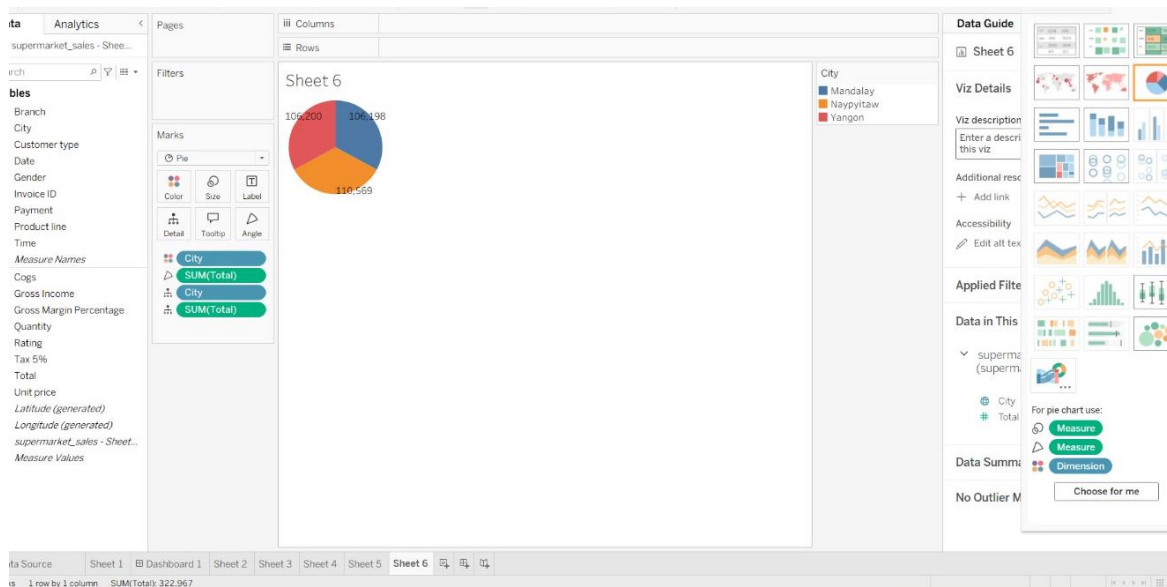 ta
Analytics
Pages
Columns
Rows
supermarket_sales - Shee...
rch
bles
Branch
City
Customer type
Date
Gender
Invoice ID
Payment
Product line
Time
Measure Names
Cogs
Gross Income
Gross Margin Percentage
Quantity
Rating
Tax 5%
Total
Unit price
Latitude (generated)
Longitude (generated)
supermarket_sales - Sheet...
Measure Values
Filters
Marks
Pie
Color
Size
Label
Detail
Tooltip
Angle
City
SUM(Total)
City
SUM(Total)
Sheet 6
106,200
106,198
110,569
City
Mandalay
Naypyitaw
Yangon
Data Guide
Sheet 6
Viz Details
Viz description
Enter a descri
this viz
Additional reso
+ Add link
Accessibility
Edit alt tex
Applied Filte
Data in This
superma
(superm
City
Total
Data Summa
No Outlier M
For pie chart use:
Measure
Measure
Dimension
Choose for me
ta Source
Sheet 1
Dashboard 1
Sheet 2
Sheet 3
Sheet 4
Sheet 5
Sheet 6
ks
1 row by 1 column
SUM(Total): 322,967